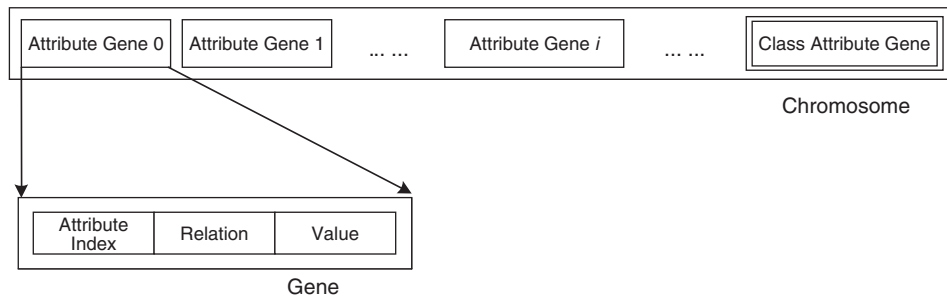 Attribute Gene 0
Attribute Gene 1
... ...
Attribute Gene i
... ...
Class Attribute Gene
Chromosome
Attribute
Index
Relation
Value
Gene